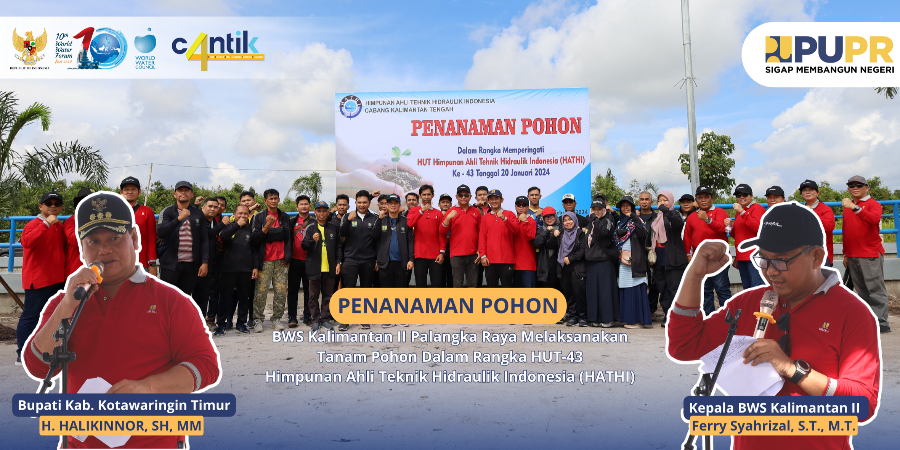 REPUBLIK INDONESIA
10th
World
Water
Forum
WORLD
WATER
COUNCIL
c4ntik
PUPR
SIGAP MEMBANGUN NEGERI
HIMPUNAN AHLI TEKNIK HIDRAULIK INDONESIA
CABANG KALIMANTAN TENGAH
PENANAMAN POHON
Dalam Rangka Memperingati
HUT Himpunan Ahli Teknik Hidraulik Indonesia (HATHI)
Ke - 43 Tanggal 20 Januari 2024
PENANAMAN POHON
BWS Kalimantan II Palangka Raya Melaksanakan
Tanam Pohon Dalam Rangka HUT-43
Himpunan Ahli Teknik Hidraulik Indonesia (HATHI)
Bupati Kab. Kotawaringin Timur
H. HALIKINNOR, SH, MM
Kepala BWS Kalimantan II
Ferry Syahrizal, S.T., M.T.